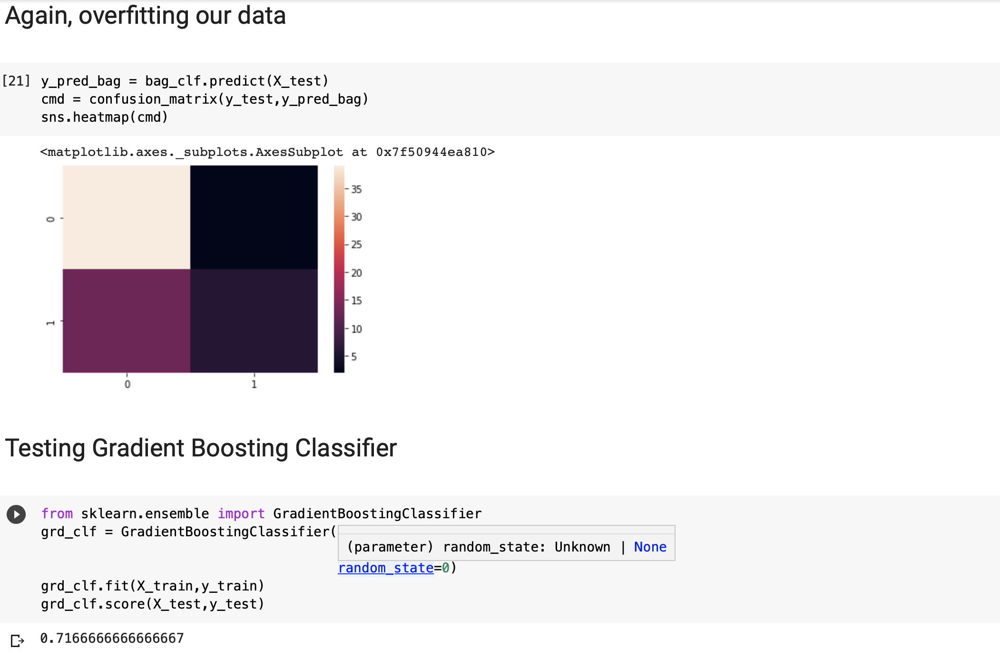 Again, overfitting our data
[21] y_pred_bag = bag_clf.predict(X_test)
cmd = confusion_matrix(y_test,y_pred_bag)
sns.heatmap(cmd)
<matplotlib.axes._subplots.AxesSubplot at 0x7f50944ea810>
35
30
25
20
15
10
5
0
1
0 1
Testing Gradient Boosting Classifier
from sklearn.ensemble import GradientBoostingClassifier
grd_clf = GradientBoostingClassifier(
(parameter) random_state: Unknown | None
random_state=0)
grd_clf.fit(X_train,y_train)
grd_clf.score(X_test,y_test)
0.7166666666666667